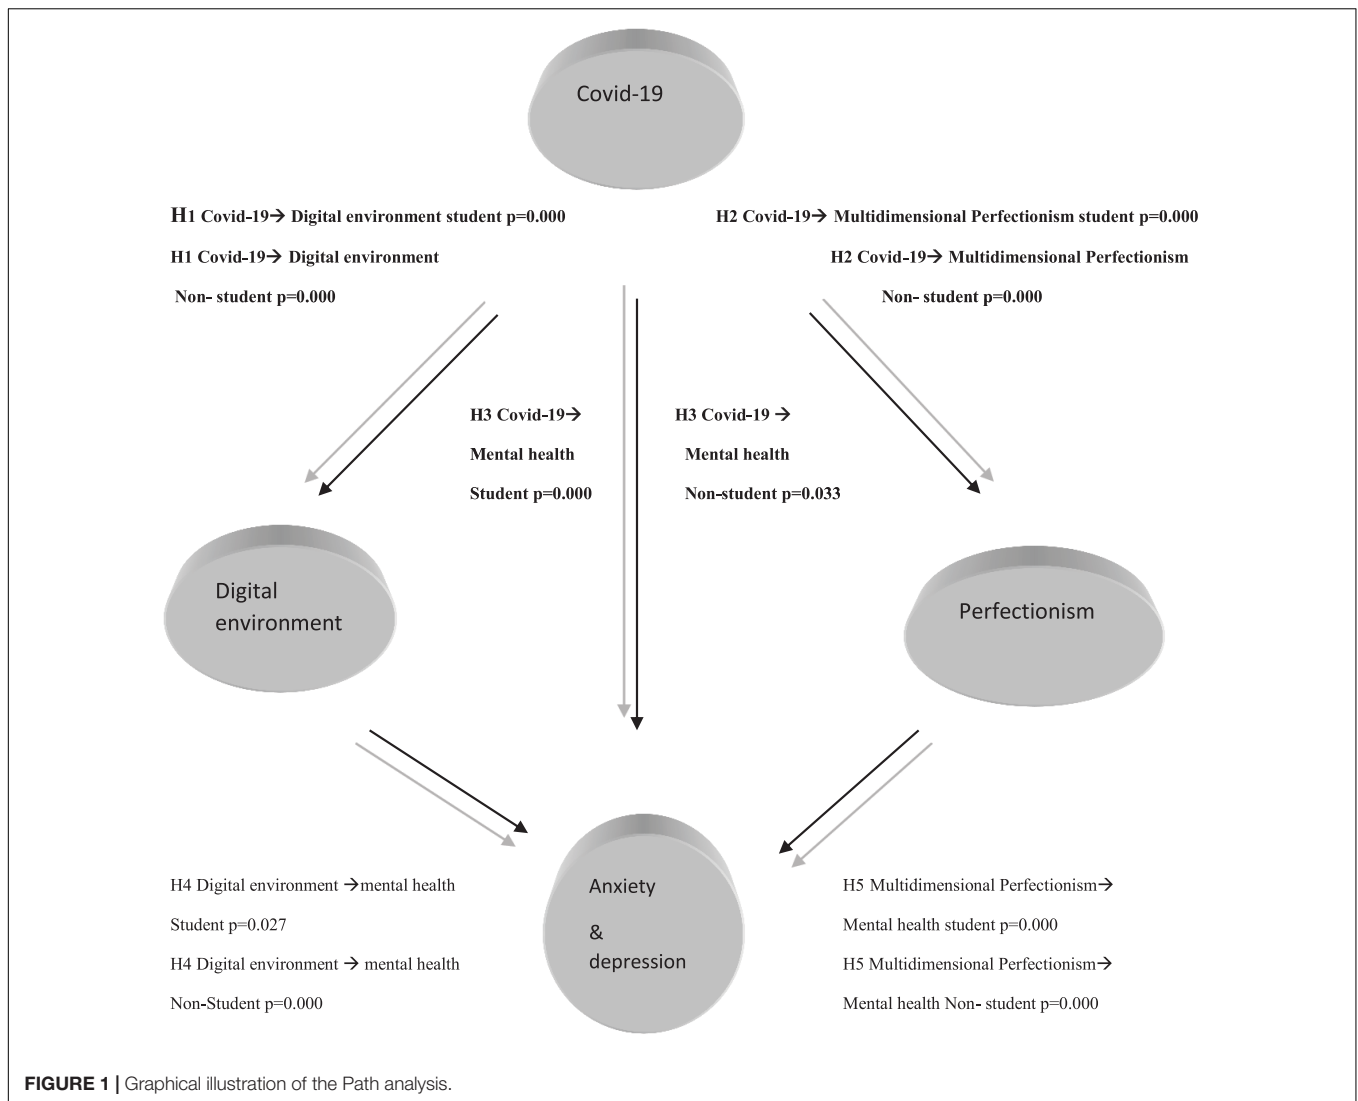 Covid-19
H1 Covid-19→ Digital environment student p=0.000
H1 Covid-19→ Digital environment
Non- student p=0.000
H2 Covid-19→ Multidimensional Perfectionism student p=0.000
H2 Covid-19→ Multidimensional Perfectionism
Non- student p=0.000
H3 Covid-19→
Mental health
Student p=0.000
H3 Covid-19 →
Mental health
Non-student p=0.033
Digital
environment
Perfectionism
H4 Digital environment →mental health
Student p=0.027
H4 Digital environment → mental health
Non-Student p=0.000
Anxiety
&
depression
H5 Multidimensional Perfectionism→
Mental health student p=0.000
H5 Multidimensional Perfectionism→
Mental health Non- student p=0.000
FIGURE 1 | Graphical illustration of the Path analysis.